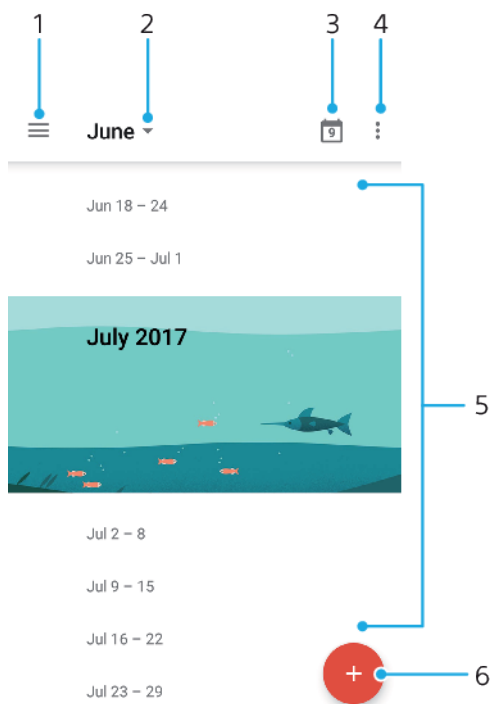 1 2 3 4
June 9
Jun 18 – 24
Jun 25 – Jul 1
July 2017
5
Jul 2 – 8
Jul 9 – 15
Jul 16 – 22
6
Jul 23 – 29